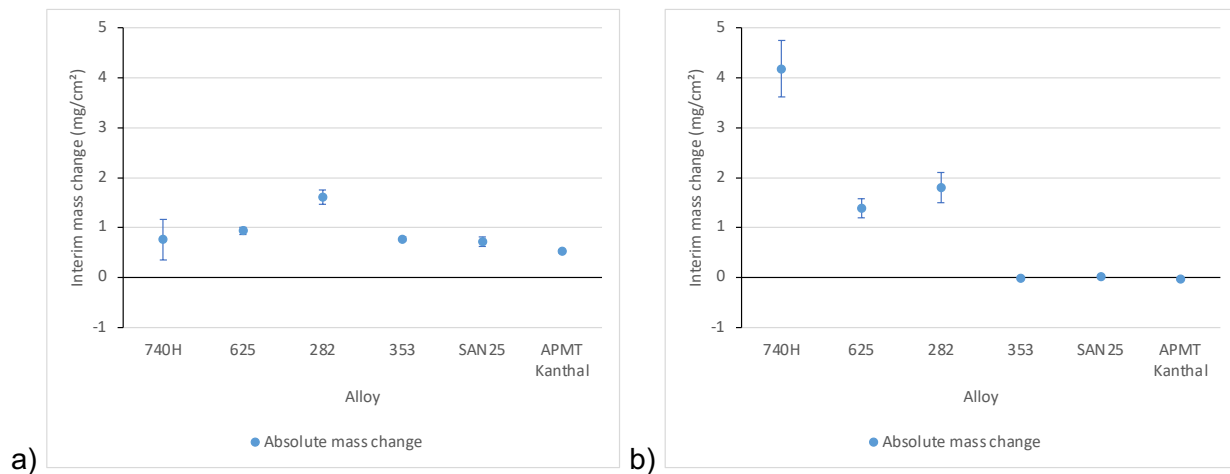 a)
Interim mass change (mg/cm²)
5
4
3
2
1
0
-1
740H 625 282 353 SAN25 APMT
Kanthal
Alloy
Absolute mass change
b)
Interim mass change (mg/cm²)
5
4
3
2
1
0
-1
740H 625 282 353 SAN25 APMT
Kanthal
Alloy
Absolute mass change